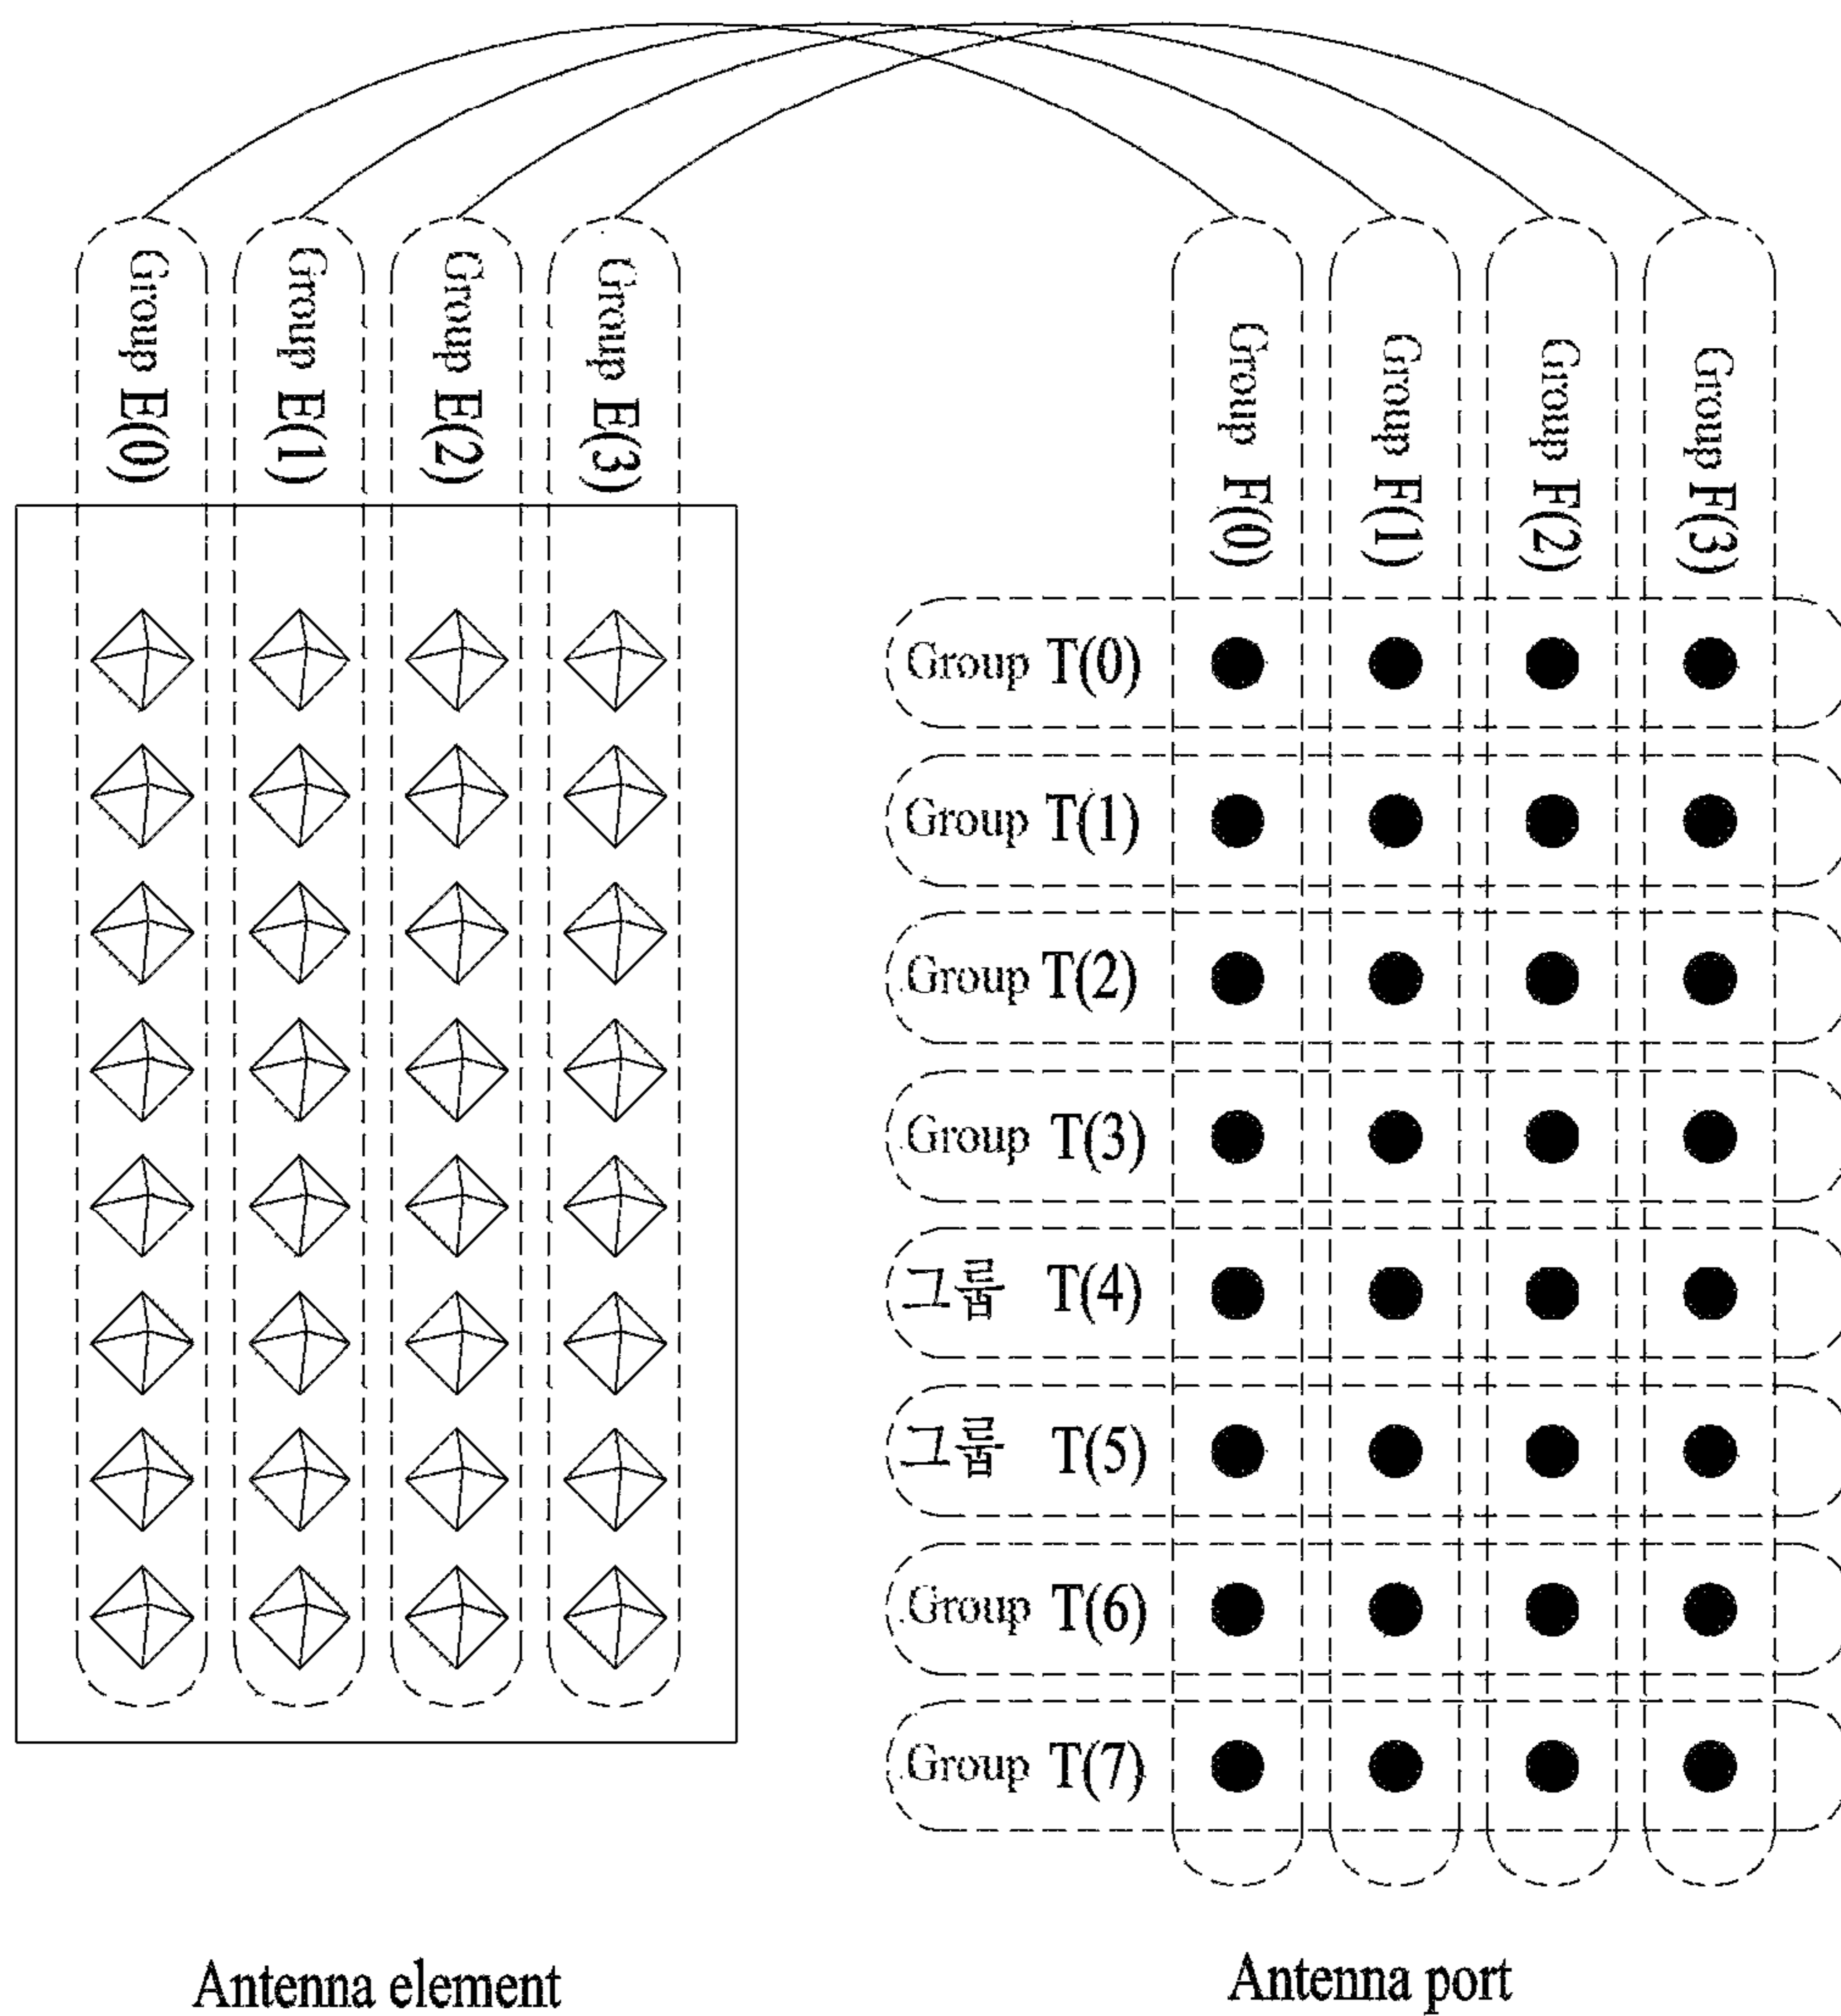 Group E(0)
Group E(1)
Group E(2)
Group E(3)
Group F(0)
Group F(1)
Group F(2)
Group F(3)
Group T(0)
Group T(1)
Group T(2)
Group T(3)
그룹 T(4)
그룹 T(5)
Group T(6)
Group T(7)
Antenna element
Antenna port